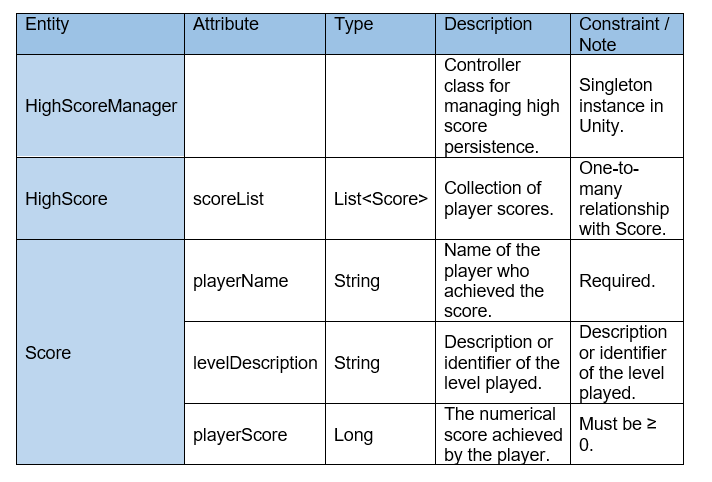 Entity
Attribute
Type
Description
Constraint /
Note
HighScoreManager
Controller
class for
managing high
score
persistence.
Singleton
instance in
Unity.
HighScore
scoreList
List<Score>
Collection of
player scores.
One-to-
many
relationship
with Score.
Score
playerName
String
Name of the
player who
achieved the
score.
Required.
levelDescription
String
Description or
identifier of the
level played.
Description
or identifier
of the level
played.
playerScore
Long
The numerical
score achieved
by the player.
Must be ≥
0.